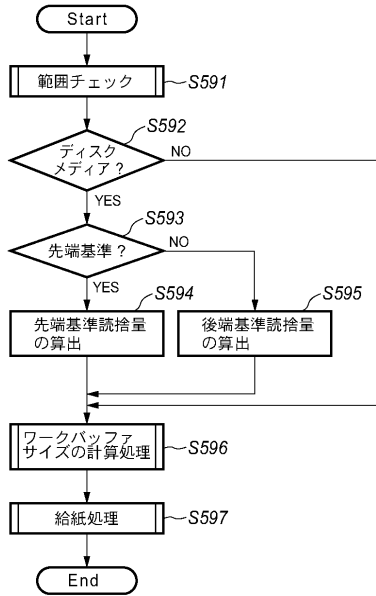 Start
範囲チェック
S591
S592
ディスク
メディア?
NO
YES
S593
先端基準?
NO
YES
S594
先端基準読捨量
の算出
S595
後端基準読捨量
の算出
ワークバッファ
サイズの計算処理
S596
給紙処理
S597
End